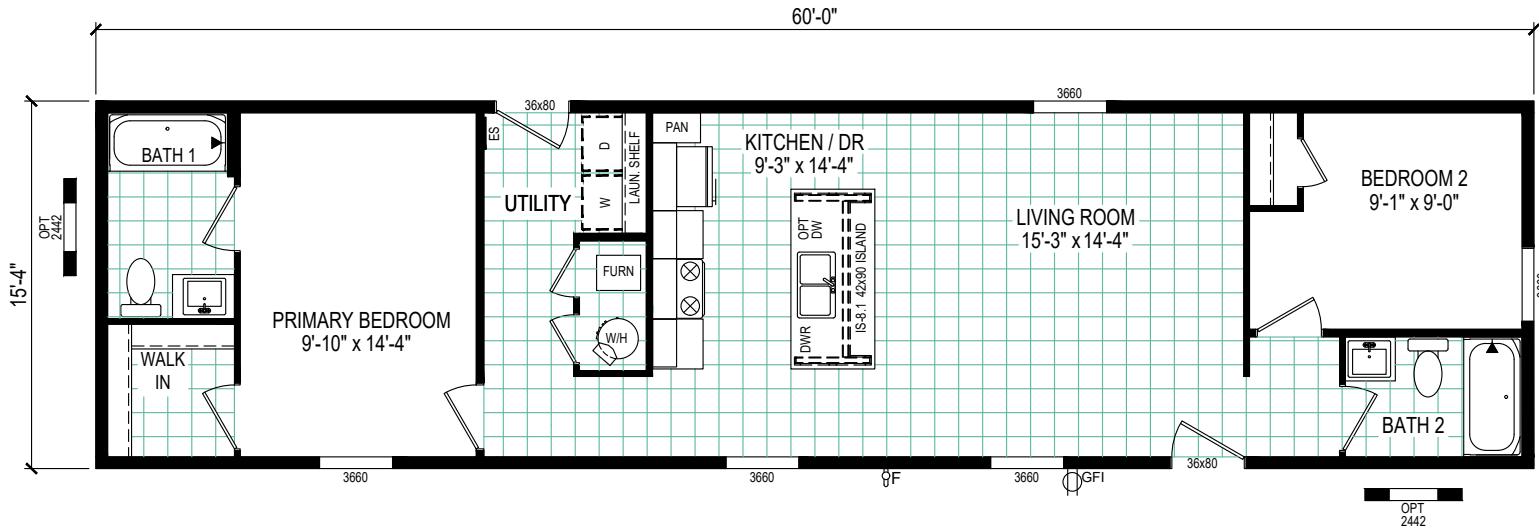 60'-0"
15'-4"
36x80
3660
BATH 1
ES
D
W
LAUN. SHELF
PAN
KITCHEN / DR
9'-3" x 14'-4"
BEDROOM 2
9'-1" x 9'-0"
OPT
2442
UTILITY
LIVING ROOM
15'-3" x 14'-4"
OPT
DW
IS-8.1 42x90 ISLAND
DWR
FURN
W/H
PRIMARY BEDROOM
9'-10" x 14'-4"
WALK
IN
BATH 2
3660
3660
F
3660
GFI
36x80
OPT
2442